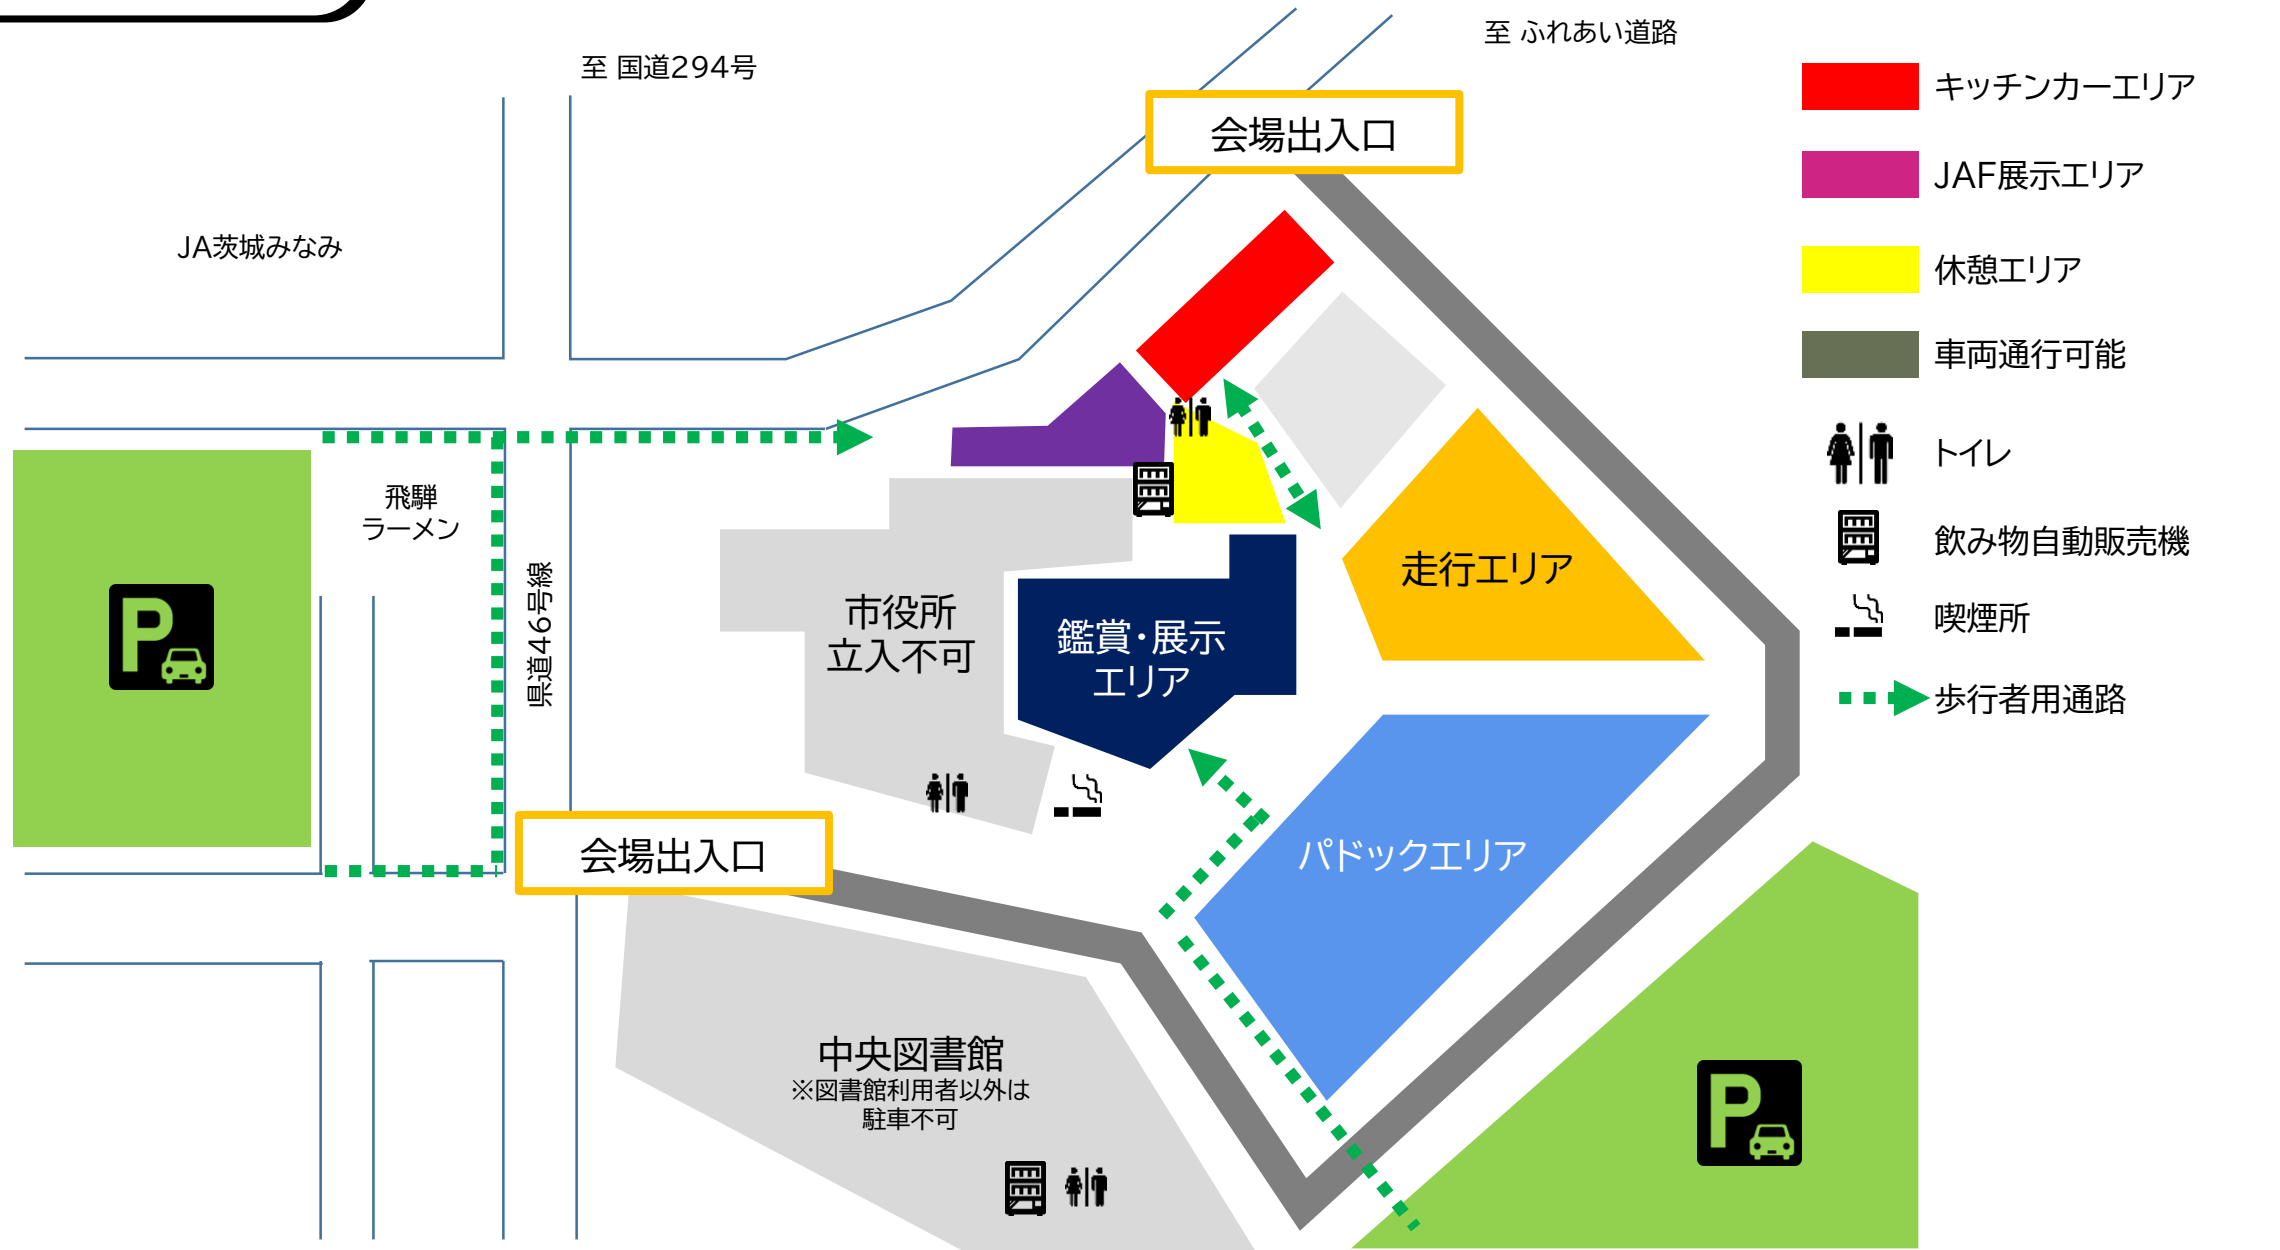 至 国道294号
至 ふれあい道路
会場出入口
JA茨城みなみ
飛騨
ラーメン
県道46号線
市役所
立入不可
鑑賞・展示
エリア
走行エリア
パドックエリア
会場出入口
中央図書館
※図書館利用者以外は
駐車不可
P
P
キッチンカーエリア
JAF展示エリア
休憩エリア
車両通行可能
トイレ
飲み物自動販売機
喫煙所
歩行者用通路